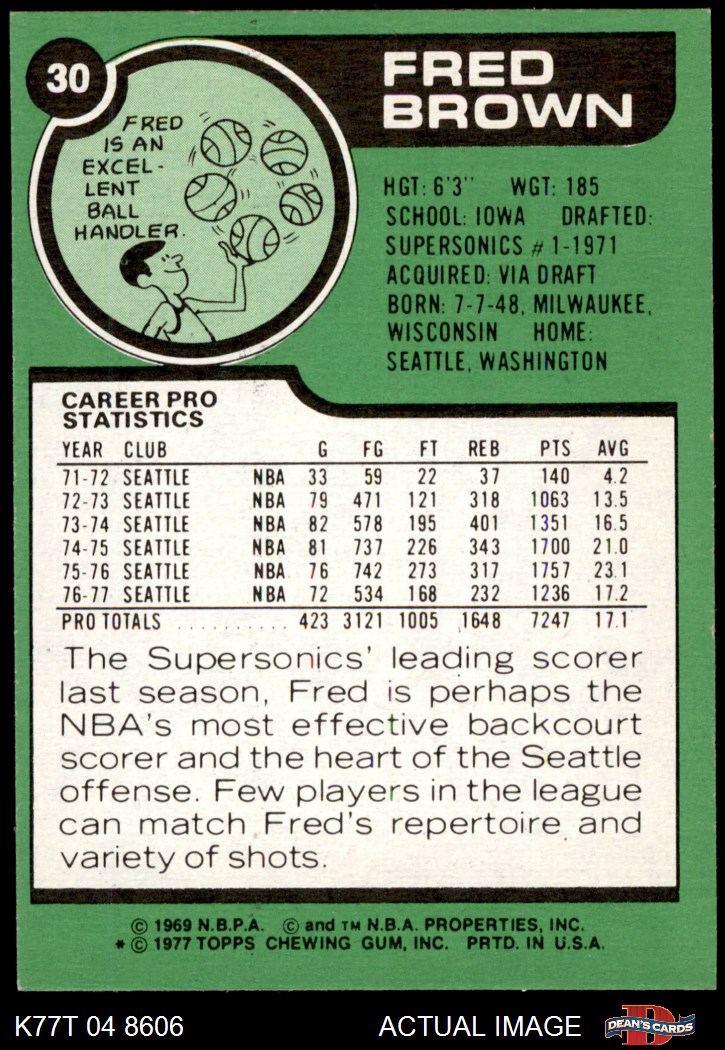 30
FRED
BROWN
FRED
IS AN
EXCEL-
LENT
BALL
HANDLER.
HGT: 6'3" WGT: 185
SCHOOL: IOWA DRAFTED:
SUPERSONICS #1-1971
ACQUIRED: VIA DRAFT
BORN: 7-7-48, MILWAUKEE,
WISCONSIN HOME:
SEATTLE, WASHINGTON
CAREER PRO
STATISTICS
YEAR CLUB G FG FT REB PTS AVG
71-72 SEATTLE NBA 33 59 22 37 140 4.2
72-73 SEATTLE NBA 79 471 121 318 1063 13.5
73-74 SEATTLE NBA 82 578 195 401 1351 16.5
74-75 SEATTLE NBA 81 737 226 343 1700 21.0
75-76 SEATTLE NBA 76 742 273 317 1757 23.1
76-77 SEATTLE NBA 72 534 168 232 1236 17.2
PRO TOTALS .......... 423 3121 1005 1648 7247 17.1
The Supersonics' leading scorer
last season, Fred is perhaps the
NBA's most effective backcourt
scorer and the heart of the Seattle
offense. Few players in the league
can match Fred's repertoire and
variety of shots.
© 1969 N.B.P.A. © and TM N.B.A. PROPERTIES, INC.
* © 1977 TOPPS CHEWING GUM, INC. PRTD. IN U.S.A.
K77T 04 8606 ACTUAL IMAGE
D
DEAN'S CARDS